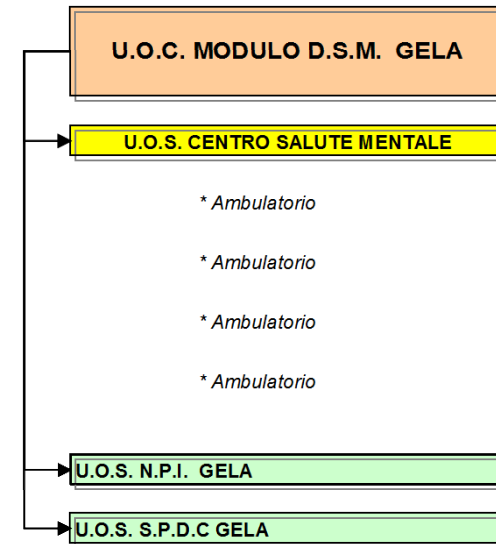 U.O.C. MODULO D.S.M. GELA
U.O.S. CENTRO SALUTE MENTALE
* Ambulatorio
* Ambulatorio
* Ambulatorio
* Ambulatorio
U.O.S. N.P.I. GELA
U.O.S. S.P.D.C GELA